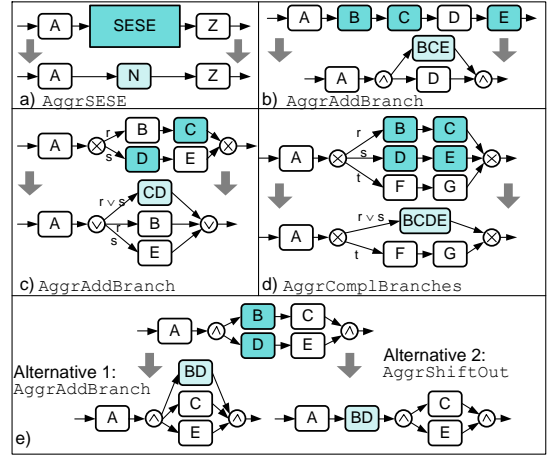 A SESE Z
A N Z
a) AggrSESE
A B C D E
BCE
A ∧ D ∧
b) AggrAddBranch
r B C
A ⊗ ⊗
s D E
r ∨ s CD
A ∨ r B ∨
s E
c) AggrAddBranch
r B C
A ⊗ s D E ⊗
t F G
r ∨ s BCDE
A ⊗ ⊗
t F G
d) AggrComplBranches
B C
A ∧ ∧
D E
Alternative 1:
AggrAddBranch
BD
A ∧ C ∧
E
Alternative 2:
AggrShiftOut
C
A BD ∧ ∧
E
e)